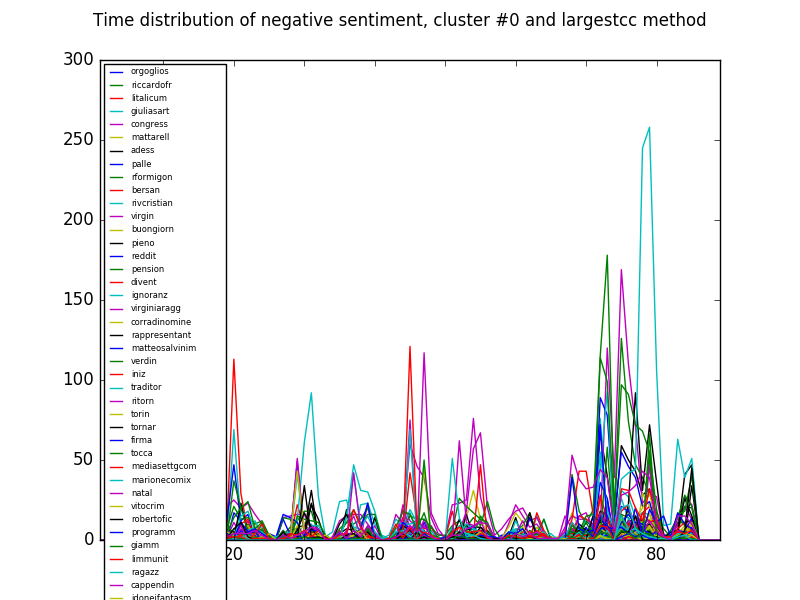 Time distribution of negative sentiment, cluster #0 and largestcc method
300
250
200
150
100
50
0
orgoglios
riccardofr
litalicum
giuliasart
congress
mattarell
adess
palle
rformigon
bersan
rivcristian
virgin
buongiorn
pieno
reddit
pension
divent
ignoranz
virginiaragg
corradinomine
rappresentant
matteosalvinim
verdin
iniz
traditor
ritorn
torin
tornar
firma
tocca
mediasettgcom
marionecomix
natal
vitocrim
robertofic
programm
giamm
limmunit
ragazz
cappendin
idoneifantasm
20 30 40 50 60 70 80